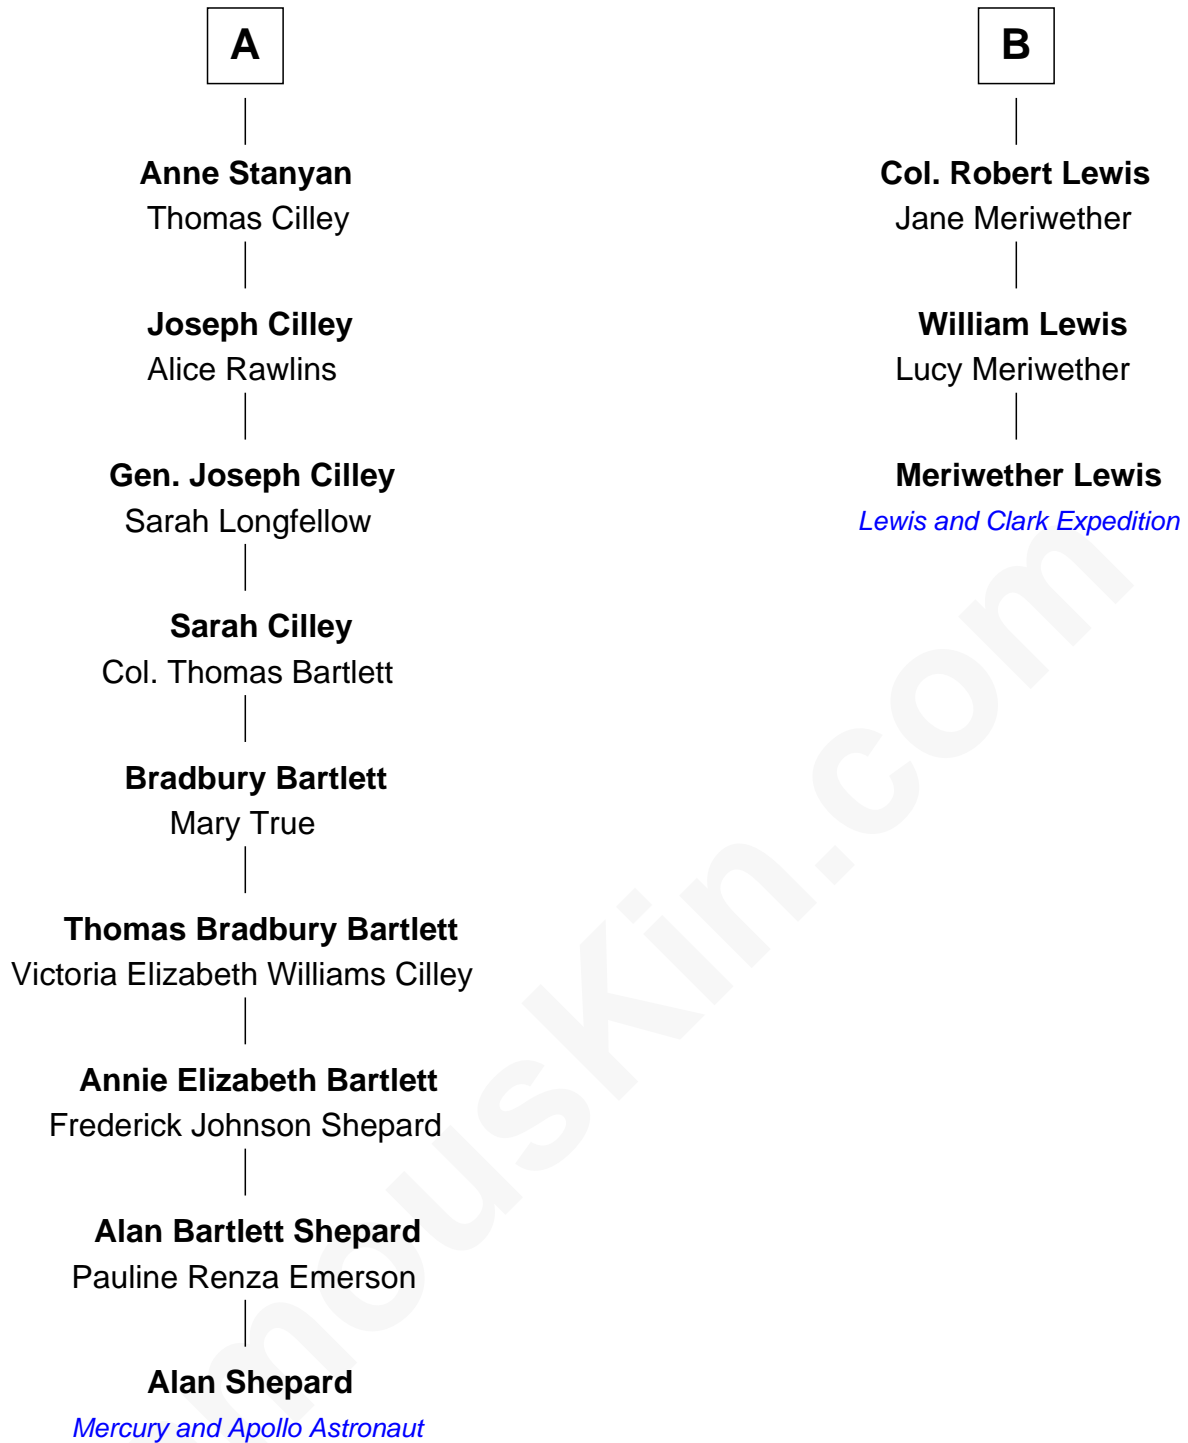 A
Anne Stanyan
Thomas Cilley
Joseph Cilley
Alice Rawlins
Gen. Joseph Cilley
Sarah Longfellow
Sarah Cilley
Col. Thomas Bartlett
Bradbury Bartlett
Mary True
Thomas Bradbury Bartlett
Victoria Elizabeth Williams Cilley
Annie Elizabeth Bartlett
Frederick Johnson Shepard
Alan Bartlett Shepard
Pauline Renza Emerson
Alan Shepard
Mercury and Apollo Astronaut
B
Col. Robert Lewis
Jane Meriwether
William Lewis
Lucy Meriwether
Meriwether Lewis
Lewis and Clark Expedition
mousKin.com